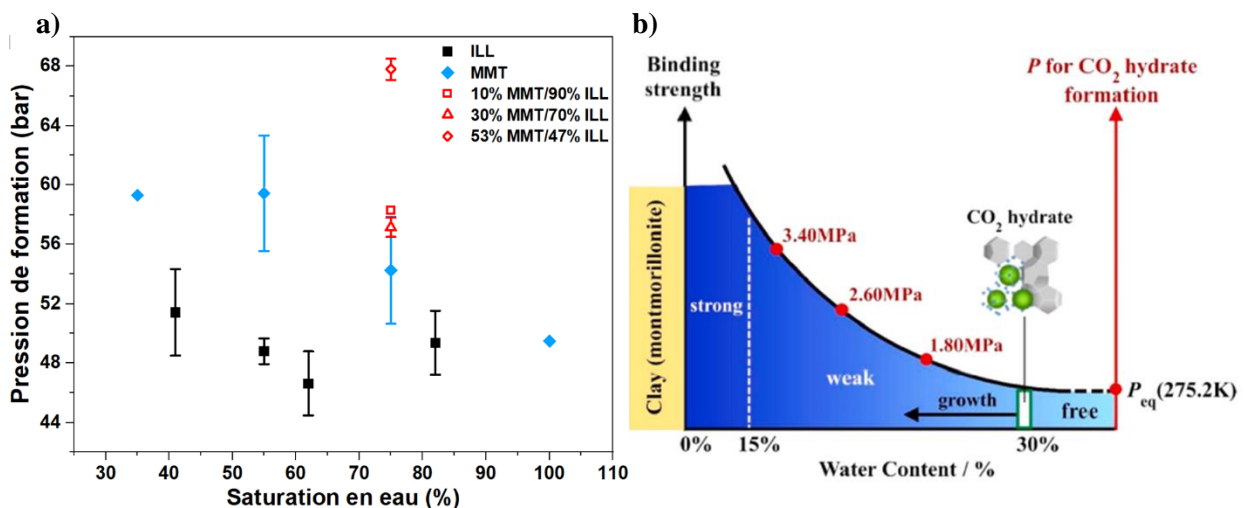 a)
Pression de formation (bar)
68
64
60
56
52
48
44
30 40 50 60 70 80 90 100
Saturation en eau (%)
ILL
MMT
10% MMT/90% ILL
30% MMT/70% ILL
53% MMT/47% ILL
b)
Binding
strength
P for CO₂ hydrate
formation
Clay (montmorillonite)
CO₂ hydrate
3.40MPa
2.60MPa
1.80MPa
strong
weak
growth
free
Peq(275.2K)
0% 15% 30%
Water Content / %